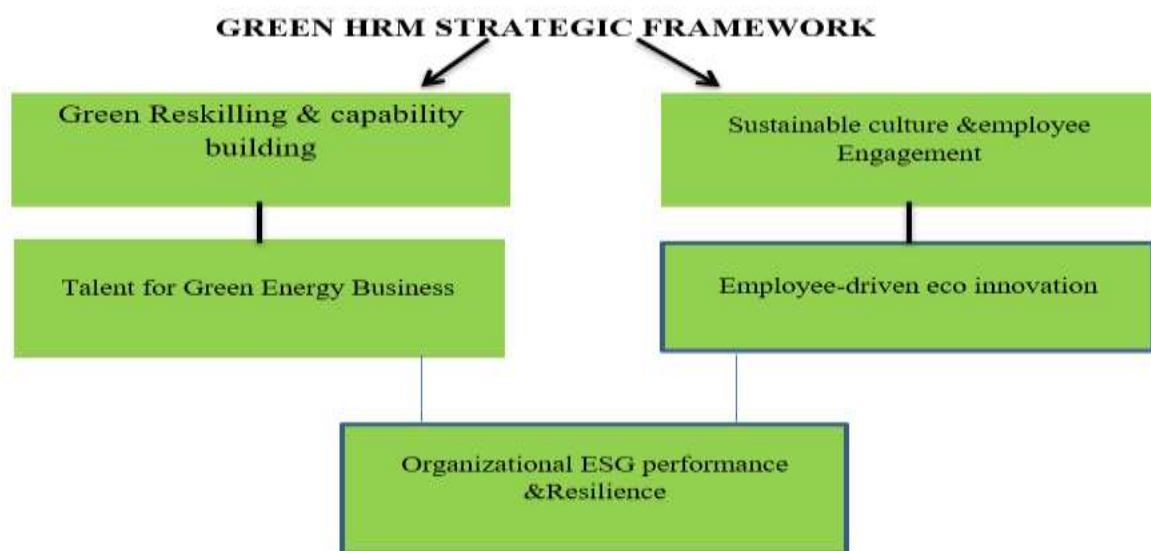 GREEN HRM STRATEGIC FRAMEWORK
Green Reskilling & capability
building
Sustainable culture &employee
Engagement
Talent for Green Energy Business
Employee-driven eco innovation
Organizational ESG performance
&Resilience